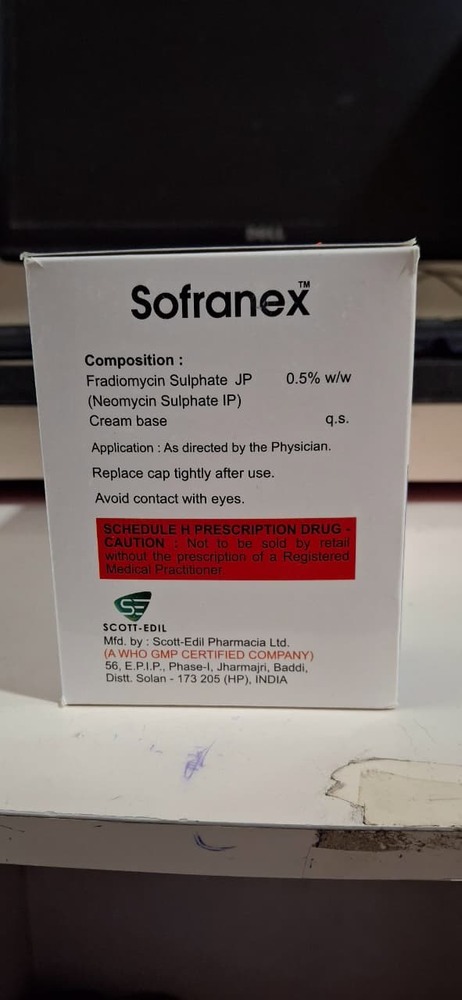 DELL
Sofranex™
Composition :
Fradiomycin Sulphate JP 0.5% w/w
(Neomycin Sulphate IP)
Cream base q.s.
Application : As directed by the Physician.
Replace cap tightly after use.
Avoid contact with eyes.
SCHEDULE H PRESCRIPTION DRUG -
CAUTION : Not to be sold by retail
without the prescription of a Registered
Medical Practitioner
SE
SCOTT-EDIL
Mfd. by : Scott-Edil Pharmacia Ltd.
(A WHO GMP CERTIFIED COMPANY)
56, E.P.I.P., Phase-I, Jharmajri, Baddi,
Distt. Solan - 173 205 (HP), INDIA